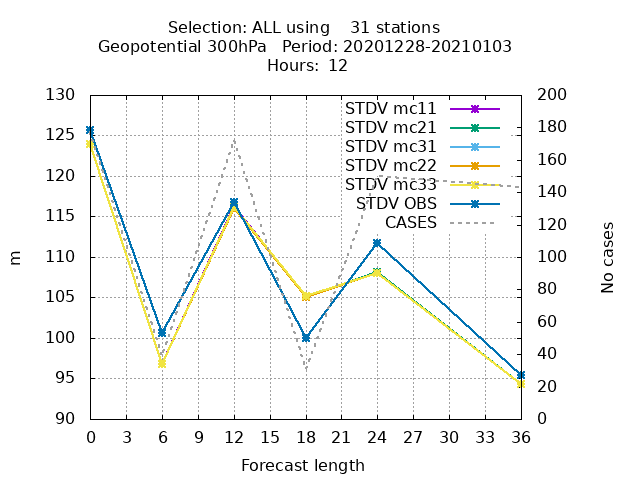 Selection: ALL using 31 stations
Geopotential 300hPa Period: 20201228-20210103
Hours: 12
130
125
120
115
110
105
100
95
90
m
200
180
160
140
120
100
80
60
40
20
0
No cases
STDV mc11
STDV mc21
STDV mc31
STDV mc22
STDV mc33
STDV OBS
CASES
0 3 6 9 12 15 18 21 24 27 30 33 36
Forecast length